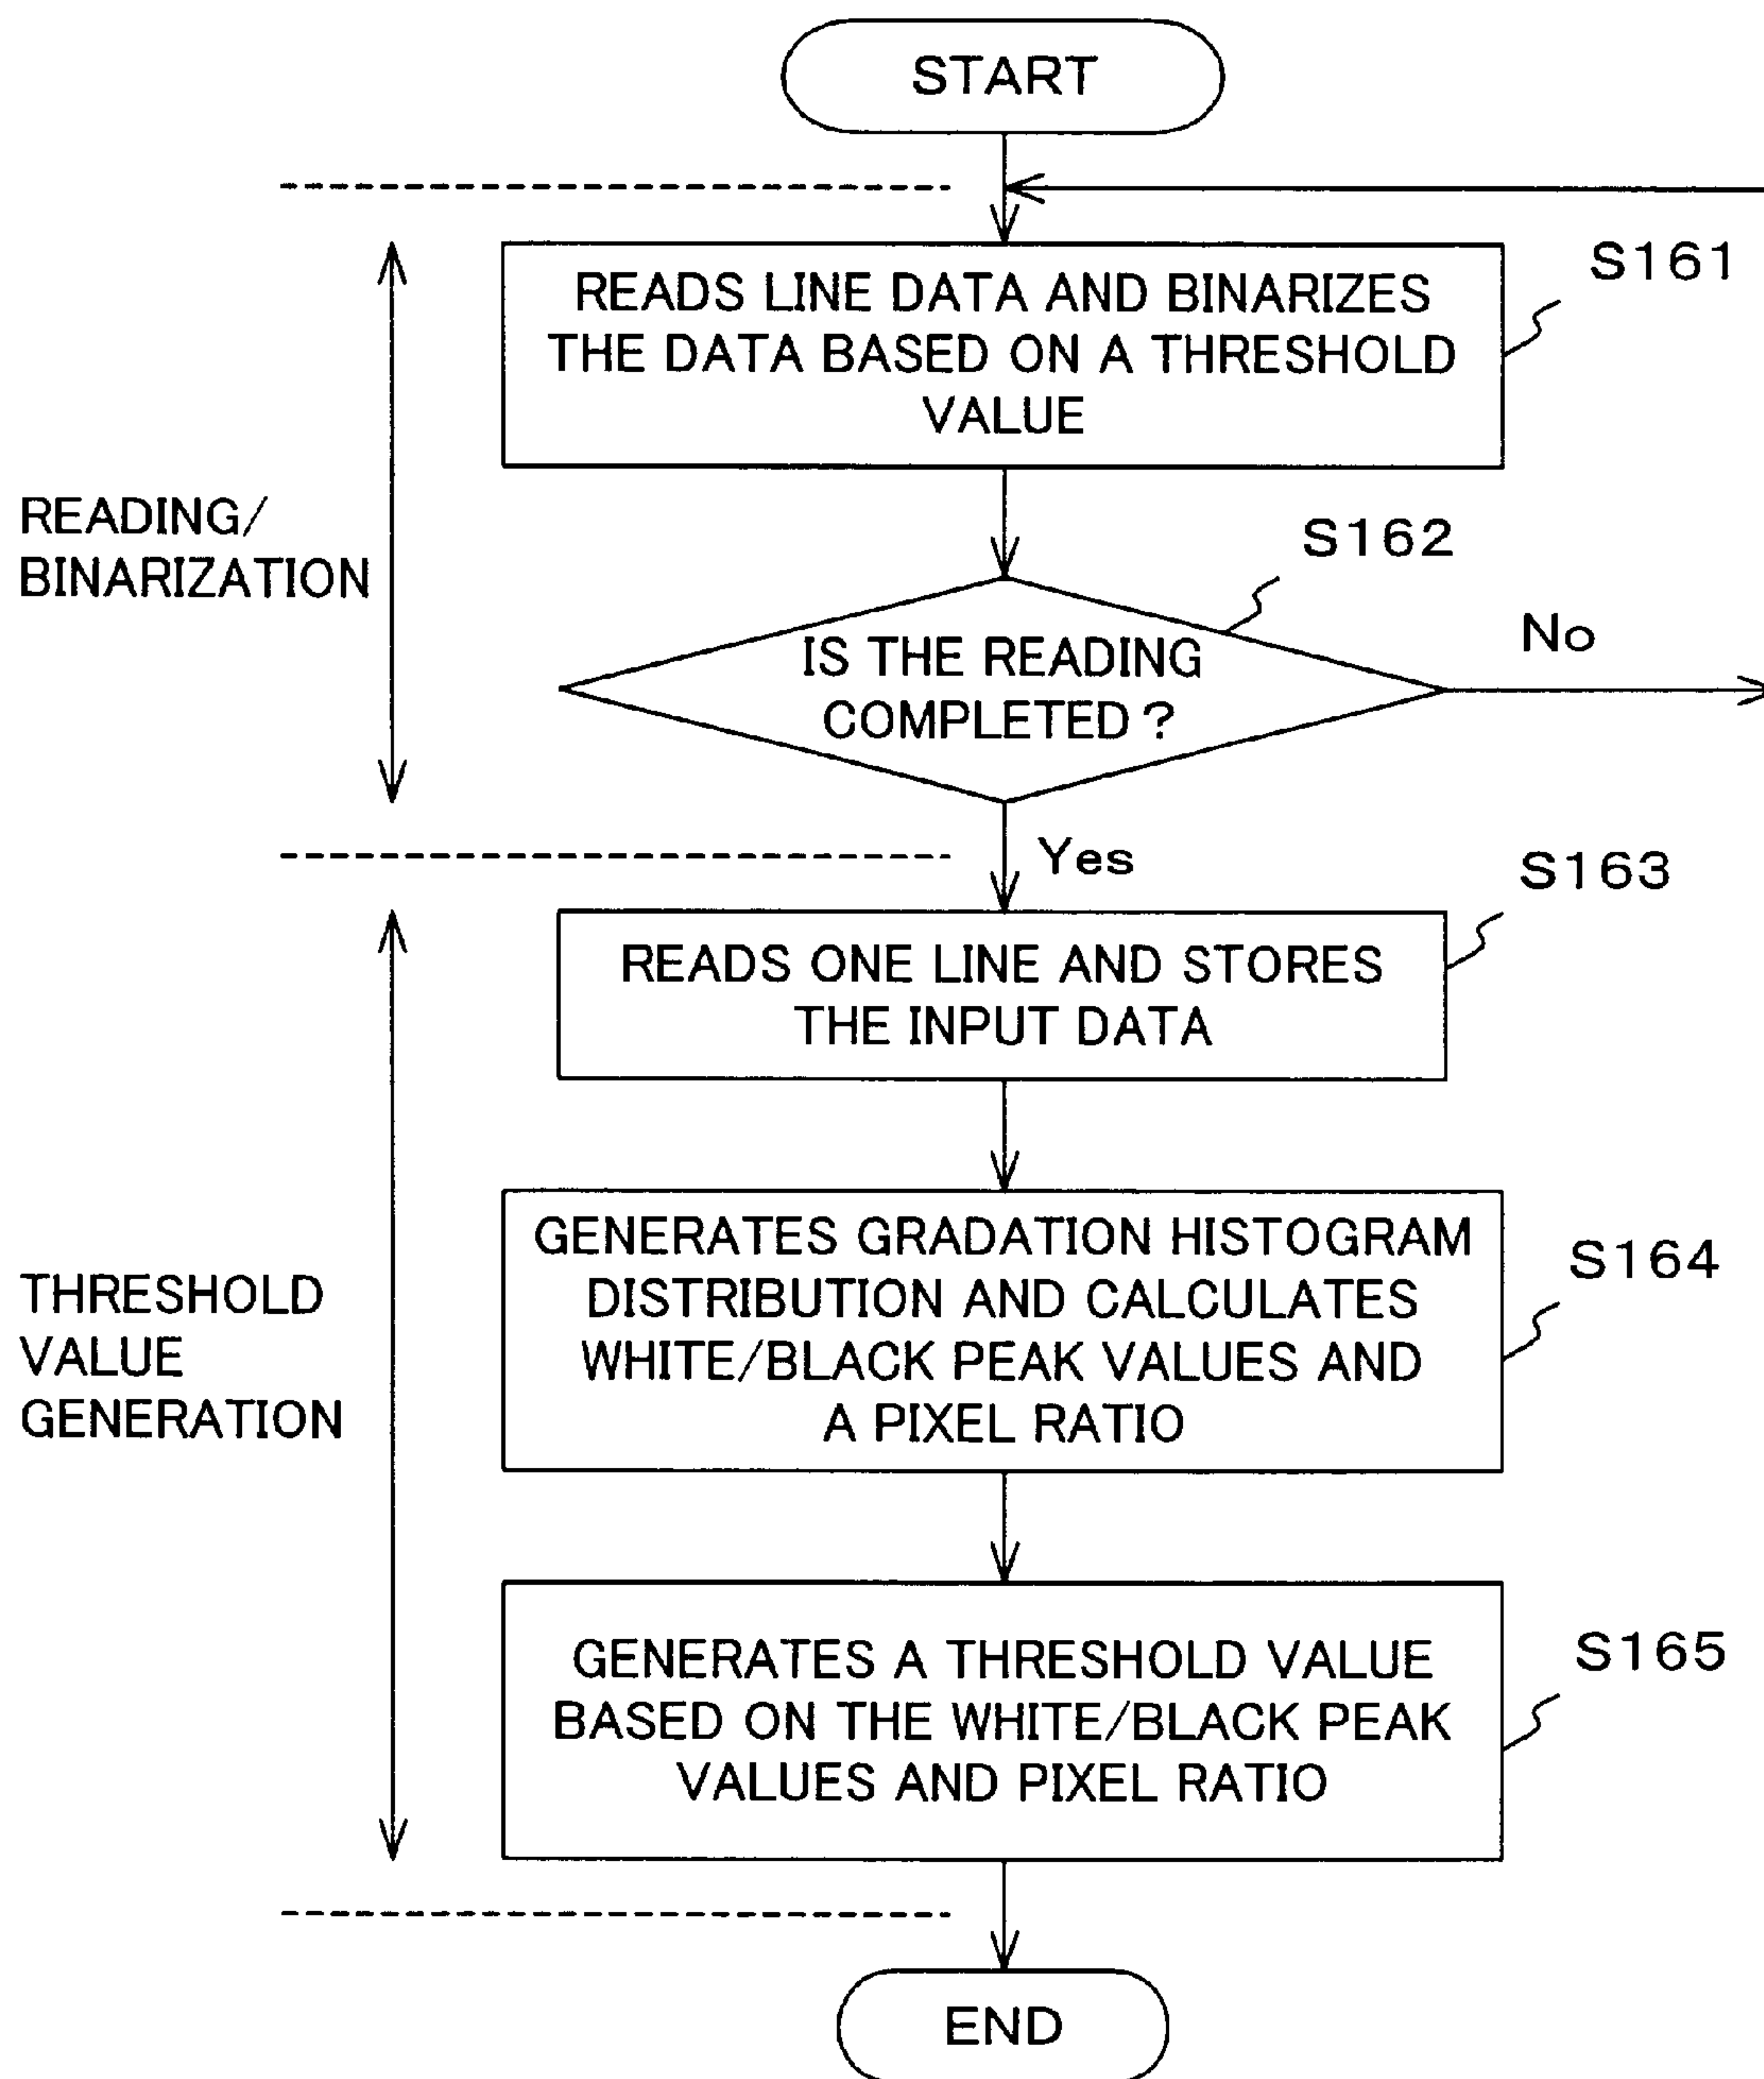 START
S161
READS LINE DATA AND BINARIZES
THE DATA BASED ON A THRESHOLD
VALUE
READING/
BINARIZATION
S162
IS THE READING
COMPLETED?
No
Yes
S163
READS ONE LINE AND STORES
THE INPUT DATA
THRESHOLD
VALUE
GENERATION
S164
GENERATES GRADATION HISTOGRAM
DISTRIBUTION AND CALCULATES
WHITE/BLACK PEAK VALUES AND
A PIXEL RATIO
S165
GENERATES A THRESHOLD VALUE
BASED ON THE WHITE/BLACK PEAK
VALUES AND PIXEL RATIO
END